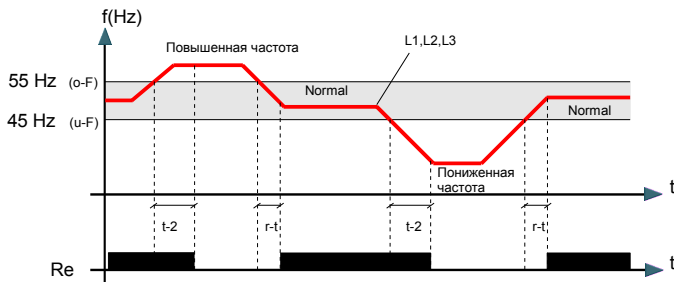 f(Hz)
Повышенная частота
L1,L2,L3
55 Hz (o-F)
Normal
45 Hz (u-F)
Normal
Пониженная
частота
t
t-2
r-t
t-2
r-t
Re
t